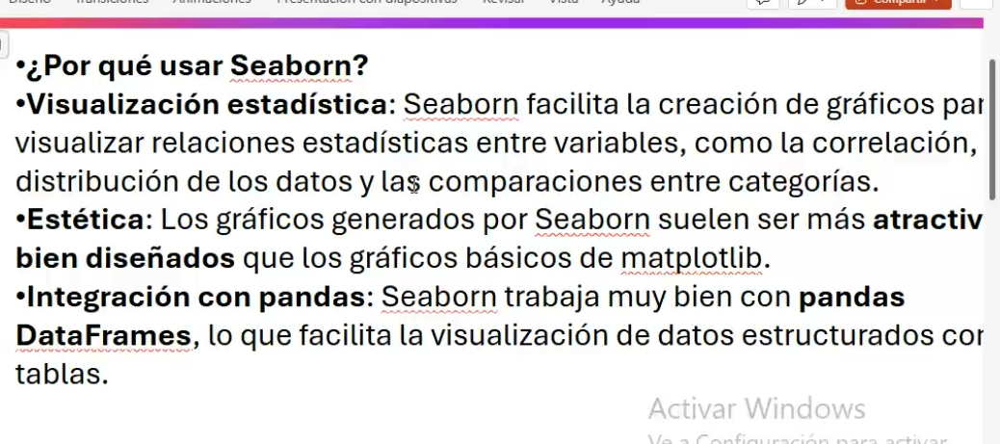 Diseño Transiciones Animaciones Presentación con diapositivas Revisar Vista Ayuda Compartir
•¿Por qué usar Seaborn?
•Visualización estadística: Seaborn facilita la creación de gráficos par
visualizar relaciones estadísticas entre variables, como la correlación,
distribución de los datos y las comparaciones entre categorías.
•Estética: Los gráficos generados por Seaborn suelen ser más atractiv
bien diseñados que los gráficos básicos de matplotlib.
•Integración con pandas: Seaborn trabaja muy bien con pandas
DataFrames, lo que facilita la visualización de datos estructurados con
tablas.
Activar Windows
Ve a Configuración para activar